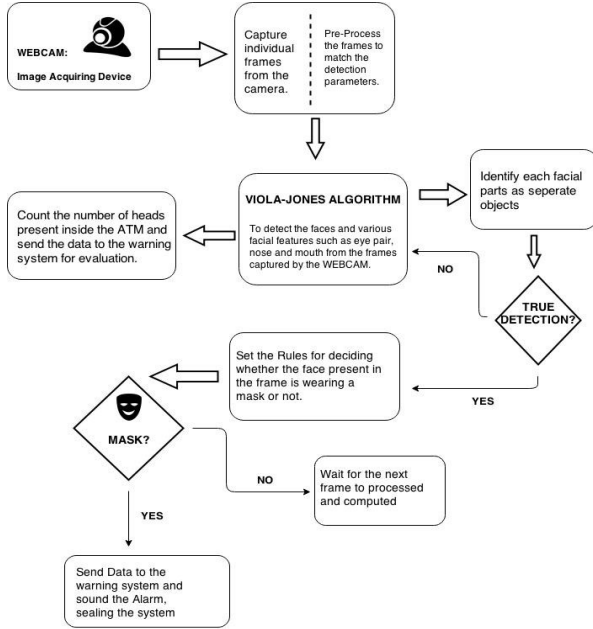 WEBCAM:
Image Acquiring Device
Capture
individual
frames
from the
camera.
Pre-Process
the frames to
match the
detection
parameters.
VIOLA-JONES ALGORITHM
To detect the faces and various
facial features such as eye pair,
nose and mouth from the frames
captured by the WEBCAM.
Identify each facial
parts as seperate
objects
Count the number of heads
present inside the ATM and
send the data to the warning
system for evaluation.
NO
TRUE
DETECTION?
YES
Set the Rules for deciding
whether the face present in
the frame is wearing a
mask or not.
MASK?
NO
Wait for the next
frame to processed
and computed
YES
Send Data to the
warning system and
sound the Alarm,
sealing the system